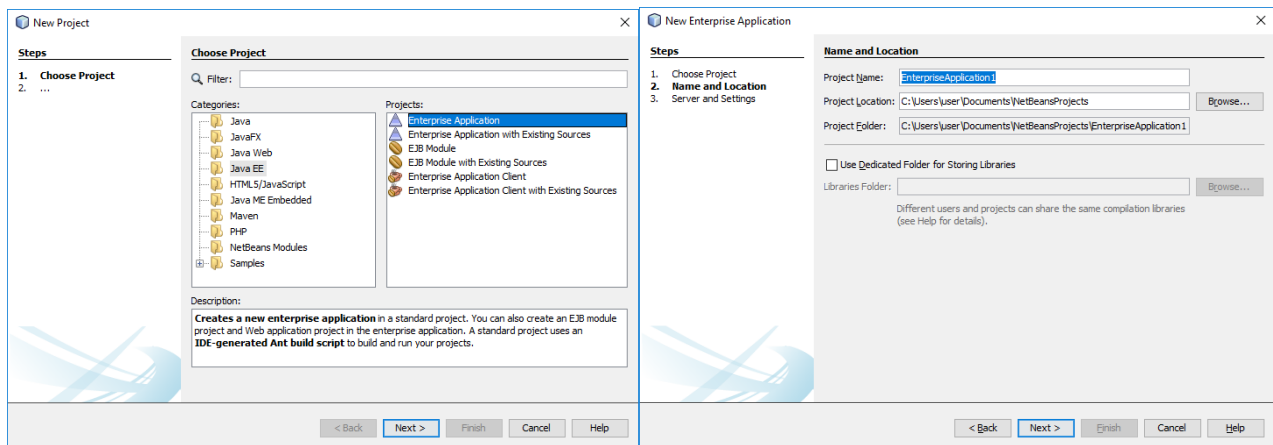 New Project
Steps
1. Choose Project
2. ...
Choose Project
Filter:
Categories:
Java
JavaFX
Java Web
Java EE
HTML5/JavaScript
Java ME Embedded
Maven
PHP
NetBeans Modules
Samples
Projects:
Enterprise Application
Enterprise Application with Existing Sources
EJB Module
EJB Module with Existing Sources
Enterprise Application Client
Enterprise Application Client with Existing Sources
Description:
Creates a new enterprise application in a standard project. You can also create an EJB module
project and Web application project in the enterprise application. A standard project uses an
IDE-generated Ant build script to build and run your projects.
< Back Next > Finish Cancel Help
New Enterprise Application
Steps
1. Choose Project
2. Name and Location
3. Server and Settings
Name and Location
Project Name: EnterpriseApplication1
Project Location: C:\Users\user\Documents\NetBeansProjects Browse...
Project Folder: C:\Users\user\Documents\NetBeansProjects\EnterpriseApplication1
Use Dedicated Folder for Storing Libraries
Libraries Folder: Browse...
Different users and projects can share the same compilation libraries
(see Help for details).
< Back Next > Finish Cancel Help